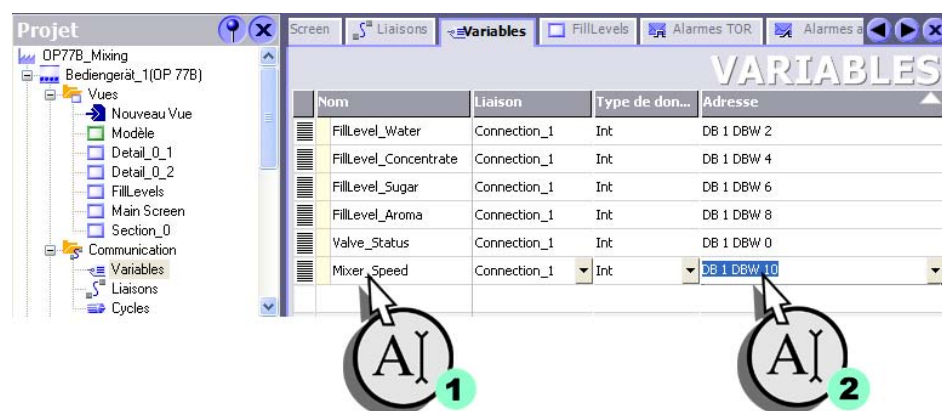 Projet
OP77B_Mixing
Bediengerät_1(OP 77B)
Vues
Nouveau Vue
Modèle
Detail_0_1
Detail_0_2
FillLevels
Main Screen
Section_0
Communication
Variables
Liaisons
Cycles
Screen Liaisons Variables FillLevels Alarmes TOR Alarmes a
VARIABLES
Nom Liaison Type de don... Adresse
FillLevel_Water Connection_1 Int DB 1 DBW 2
FillLevel_Concentrate Connection_1 Int DB 1 DBW 4
FillLevel_Sugar Connection_1 Int DB 1 DBW 6
FillLevel_Aroma Connection_1 Int DB 1 DBW 8
Valve_Status Connection_1 Int DB 1 DBW 0
Mixer_Speed Connection_1 Int DB 1 DBW 10
A 1
A 2